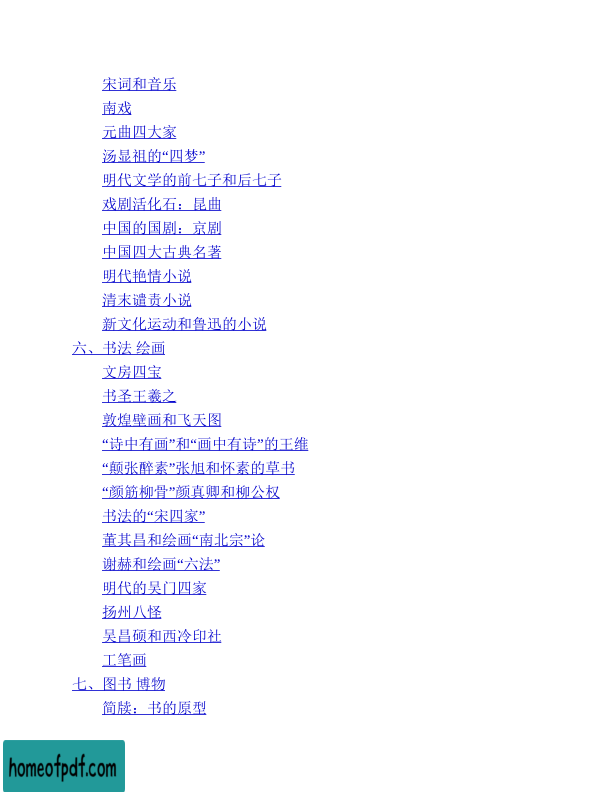 宋词和音乐
南戏
元曲四大家
汤显祖的“四梦”
明代文学的前七子和后七子
戏剧活化石：昆曲
中国的国剧：京剧
中国四大古典名著
明代艳情小说
清末谴责小说
新文化运动和鲁迅的小说
六、书法 绘画
文房四宝
书圣王羲之
敦煌壁画和飞天图
“诗中有画”和“画中有诗”的王维
“颠张醉素”张旭和怀素的草书
“颜筋柳骨”颜真卿和柳公权
书法的“宋四家”
董其昌和绘画“南北宗”论
谢赫和绘画“六法”
明代的吴门四家
扬州八怪
吴昌硕和西冷印社
工笔画
七、图书 博物
简牍：书的原型
homeofpdf.com